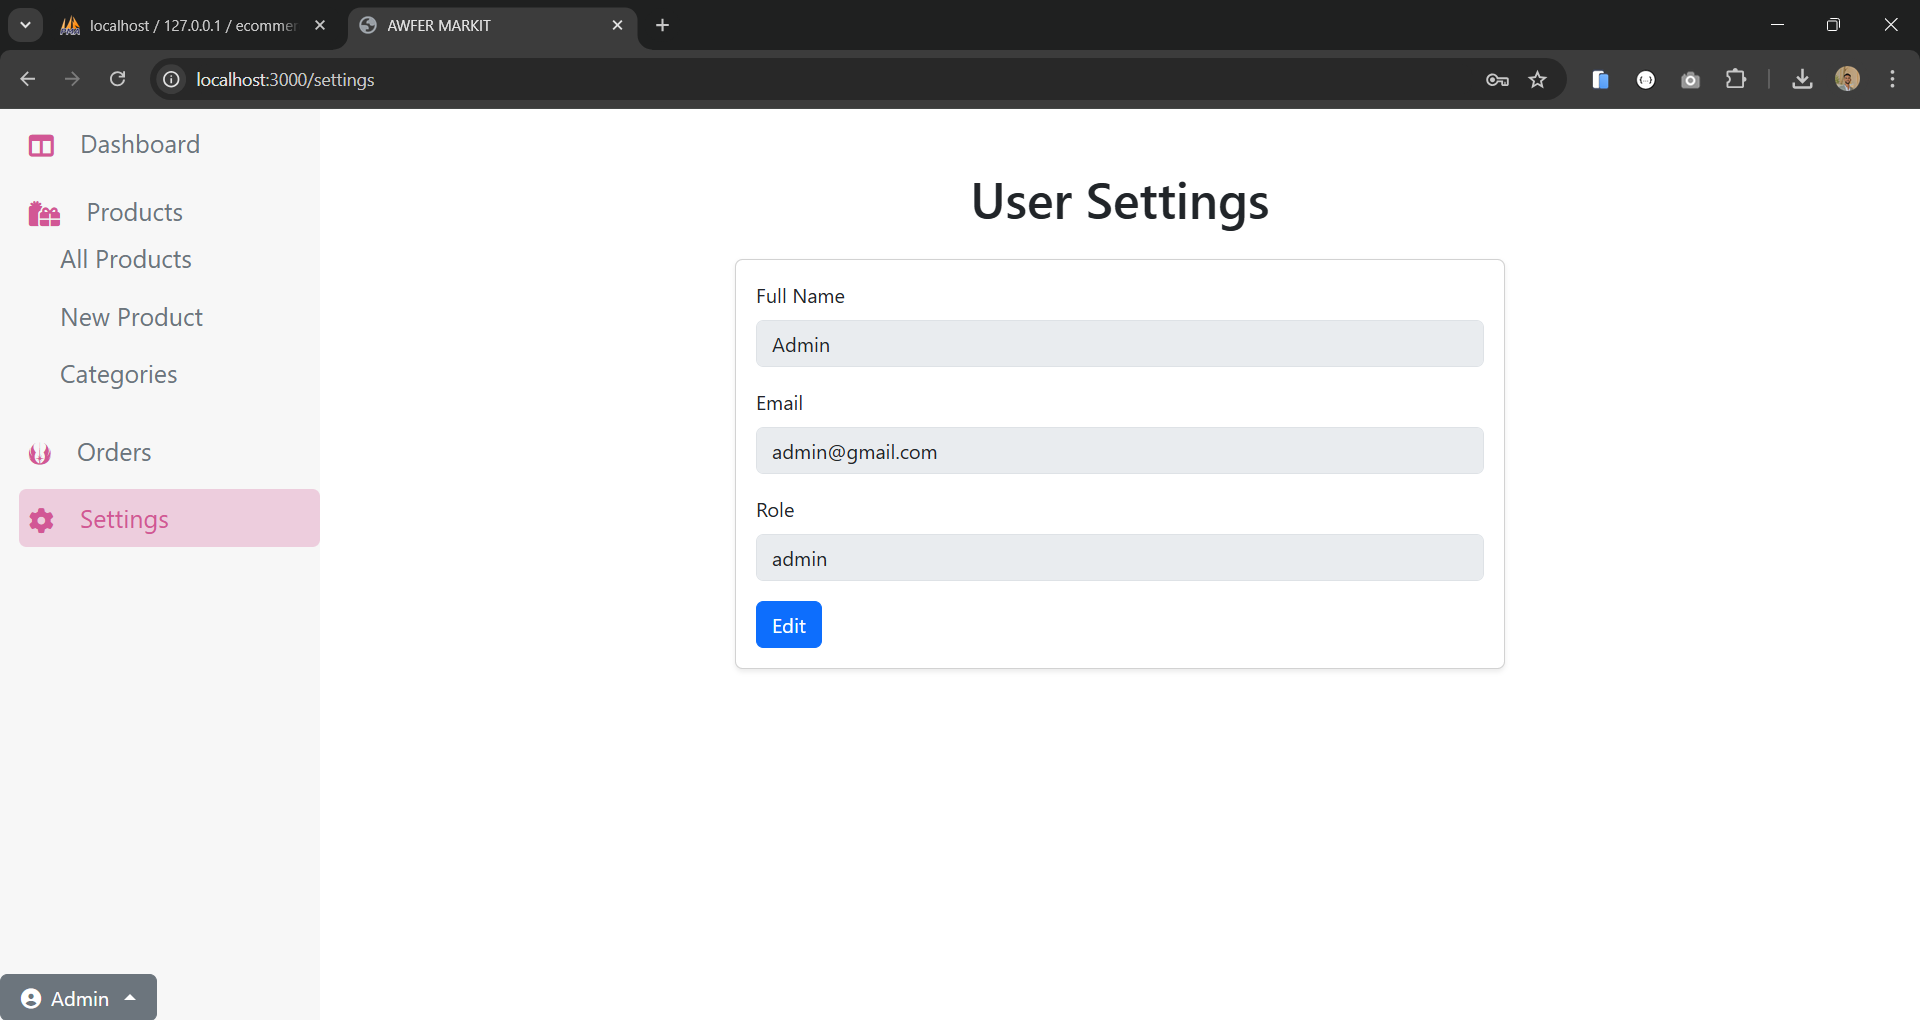 localhost / 127.0.0.1 / ecommer
AWFER MARKIT
localhost:3000/settings
Dashboard
Products
All Products
New Product
Categories
Orders
Settings
Admin
User Settings
Full Name
Admin
Email
admin@gmail.com
Role
admin
Edit